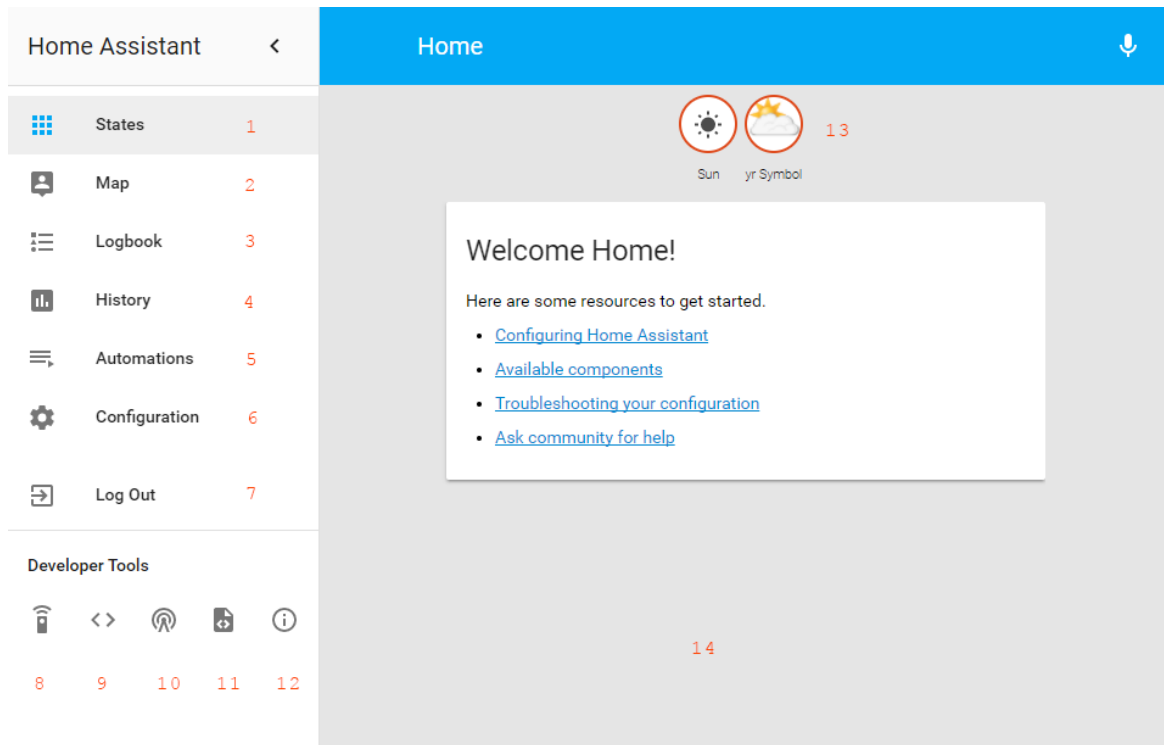 Home Assistant
Home
States 1
Map 2
Logbook 3
History 4
Automations 5
Configuration 6
Log Out 7
Developer Tools
8 9 10 11 12
13
Sun yr Symbol
Welcome Home!
Here are some resources to get started.
Configuring Home Assistant
Available components
Troubleshooting your configuration
Ask community for help
14